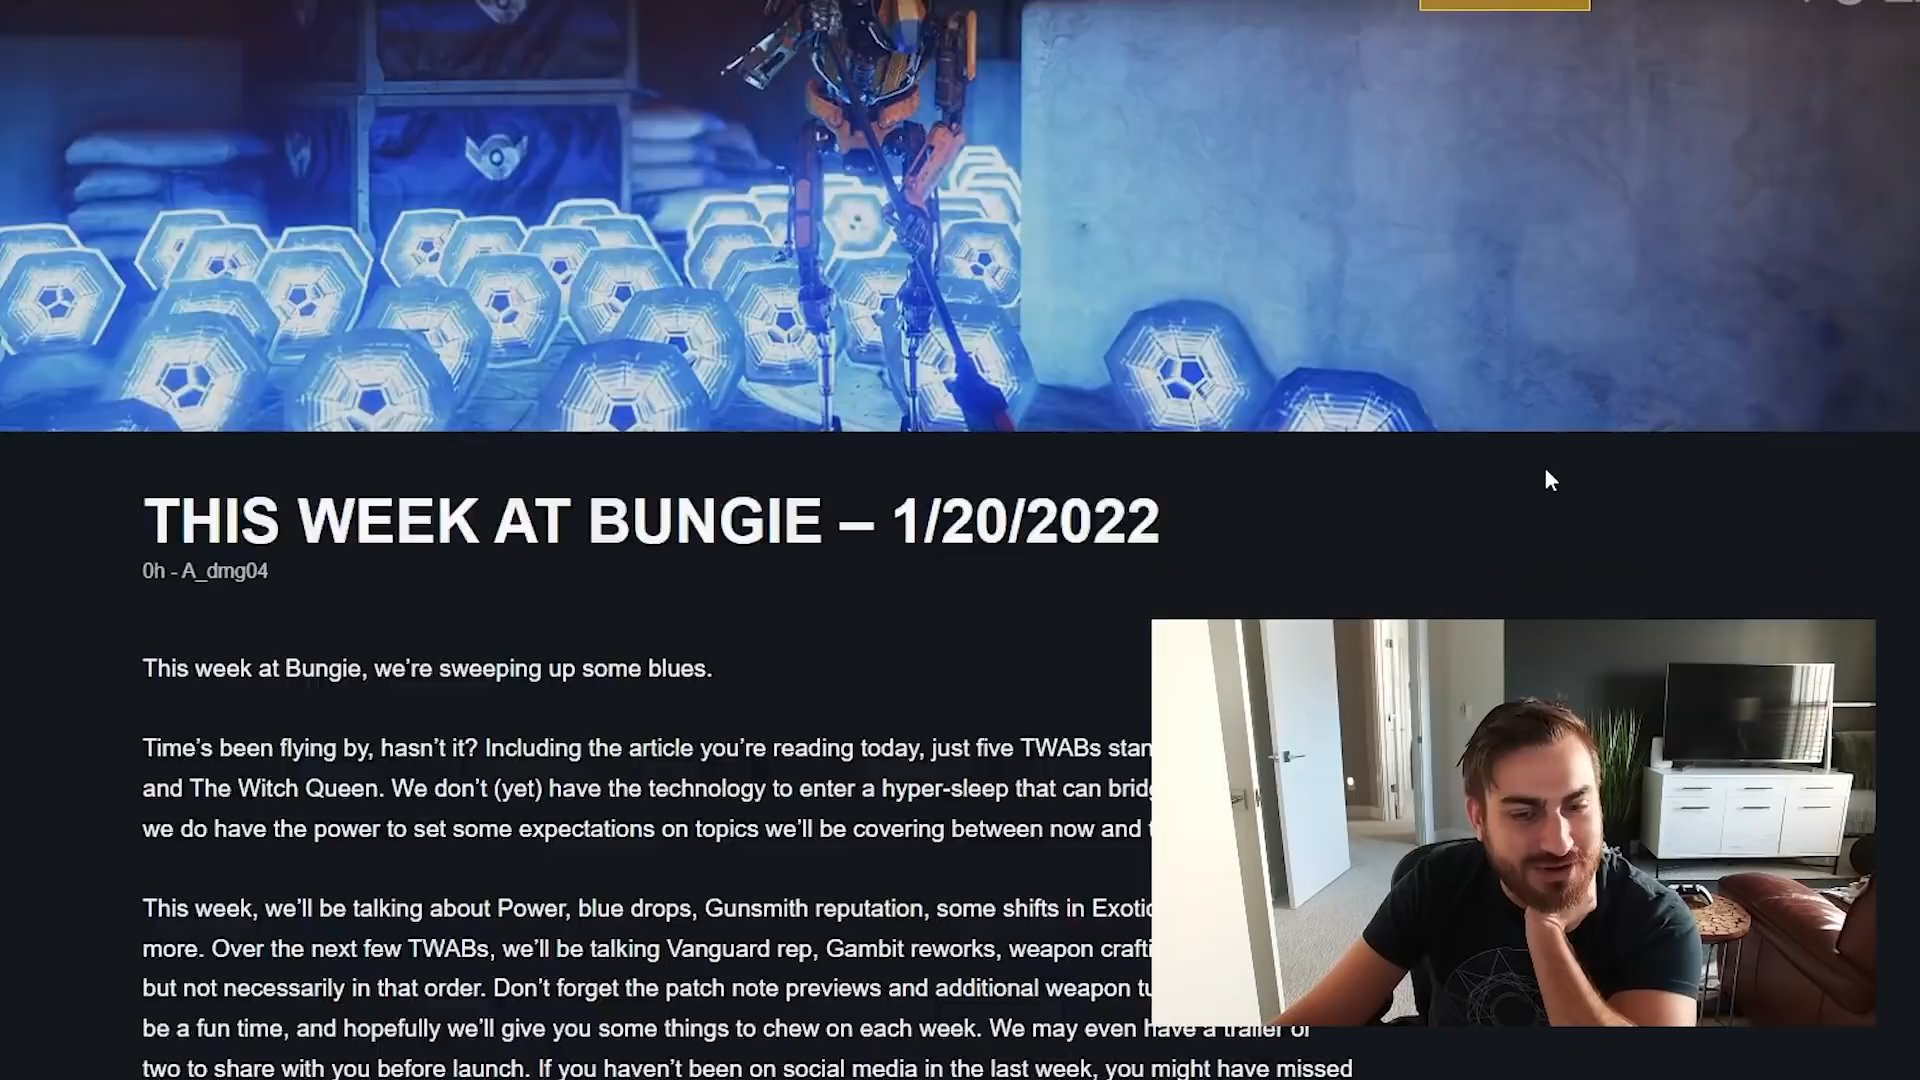 THIS WEEK AT BUNGIE – 1/20/2022
0h - A_dmg04
This week at Bungie, we're sweeping up some blues.
Time's been flying by, hasn't it? Including the article you're reading today, just five TWABs
and The Witch Queen. We don't (yet) have the technology to enter a hyper-sleep that can
we do have the power to set some expectations on topics we'll be covering between now and
This week, we'll be talking about Power, blue drops, Gunsmith reputation, some shifts in
more. Over the next few TWABs, we'll be talking Vanguard rep, Gambit reworks, weapon
but not necessarily in that order. Don't forget the patch note previews and additional weapon
be a fun time, and hopefully we'll give you some things to chew on each week. We may even have a trailer or
two to share with you before launch. If you haven't been on social media in the last week, you might have missed